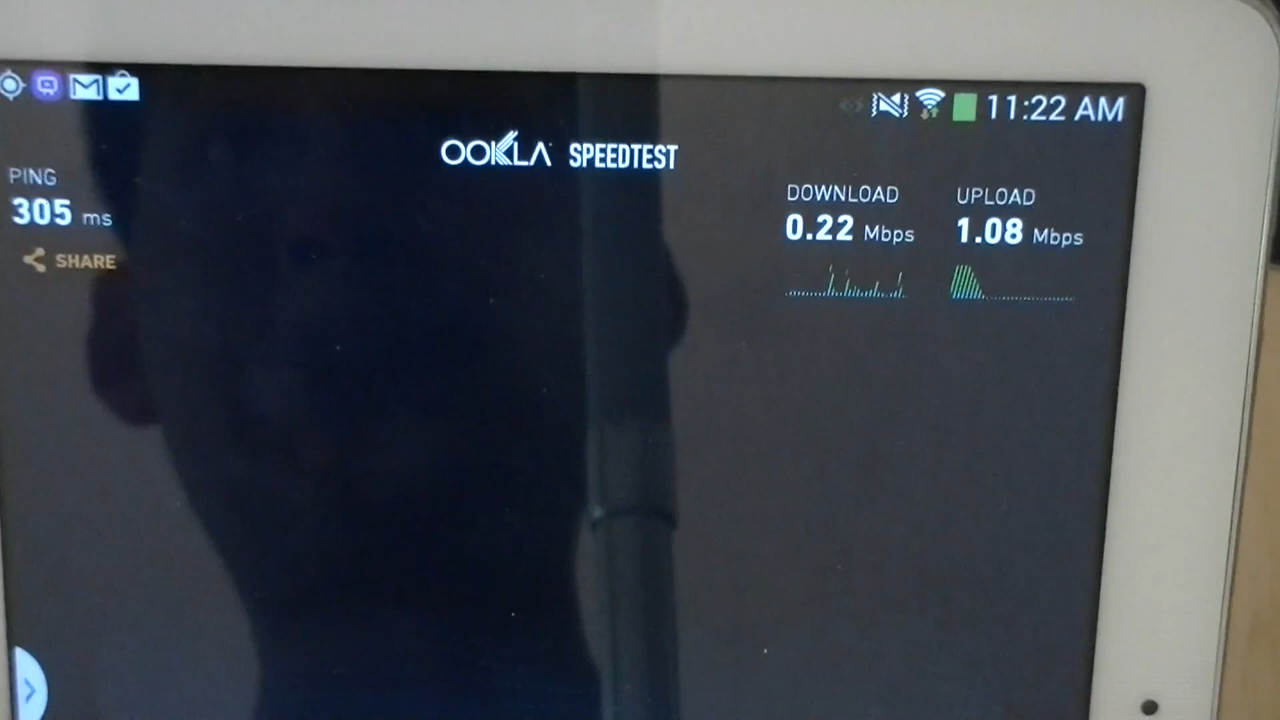 11:22 AM
OOKLA SPEEDTEST
PING
305 ms
SHARE
DOWNLOAD
0.22 Mbps
UPLOAD
1.08 Mbps